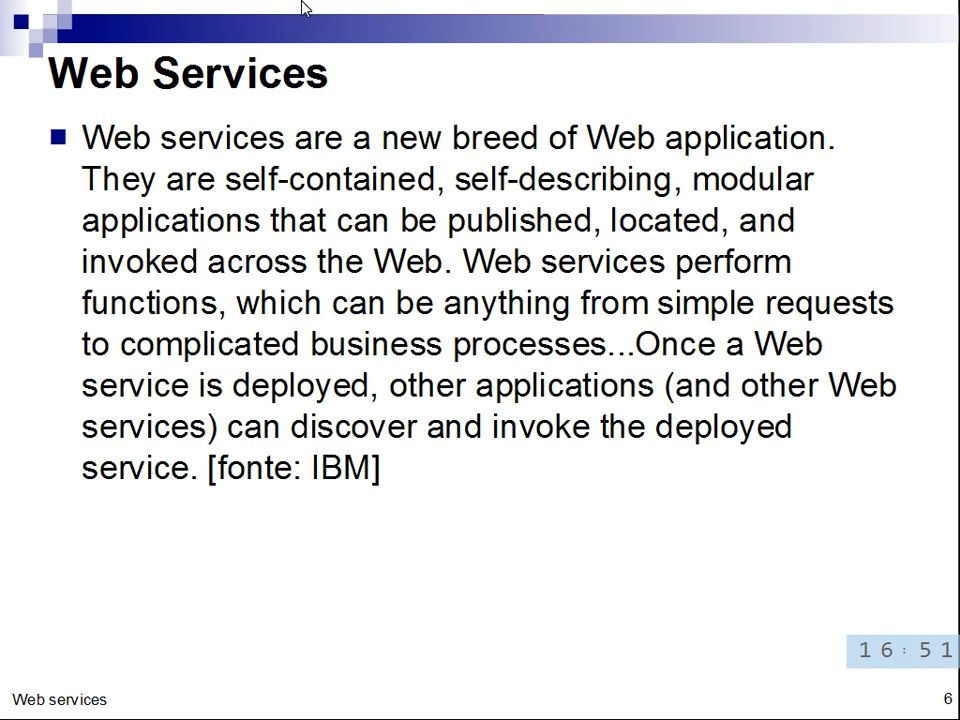 Web Services
Web services are a new breed of Web application.
They are self-contained, self-describing, modular
applications that can be published, located, and
invoked across the Web. Web services perform
functions, which can be anything from simple requests
to complicated business processes...Once a Web
service is deployed, other applications (and other Web
services) can discover and invoke the deployed
service. [fonte: IBM]
16:51
Web services
6